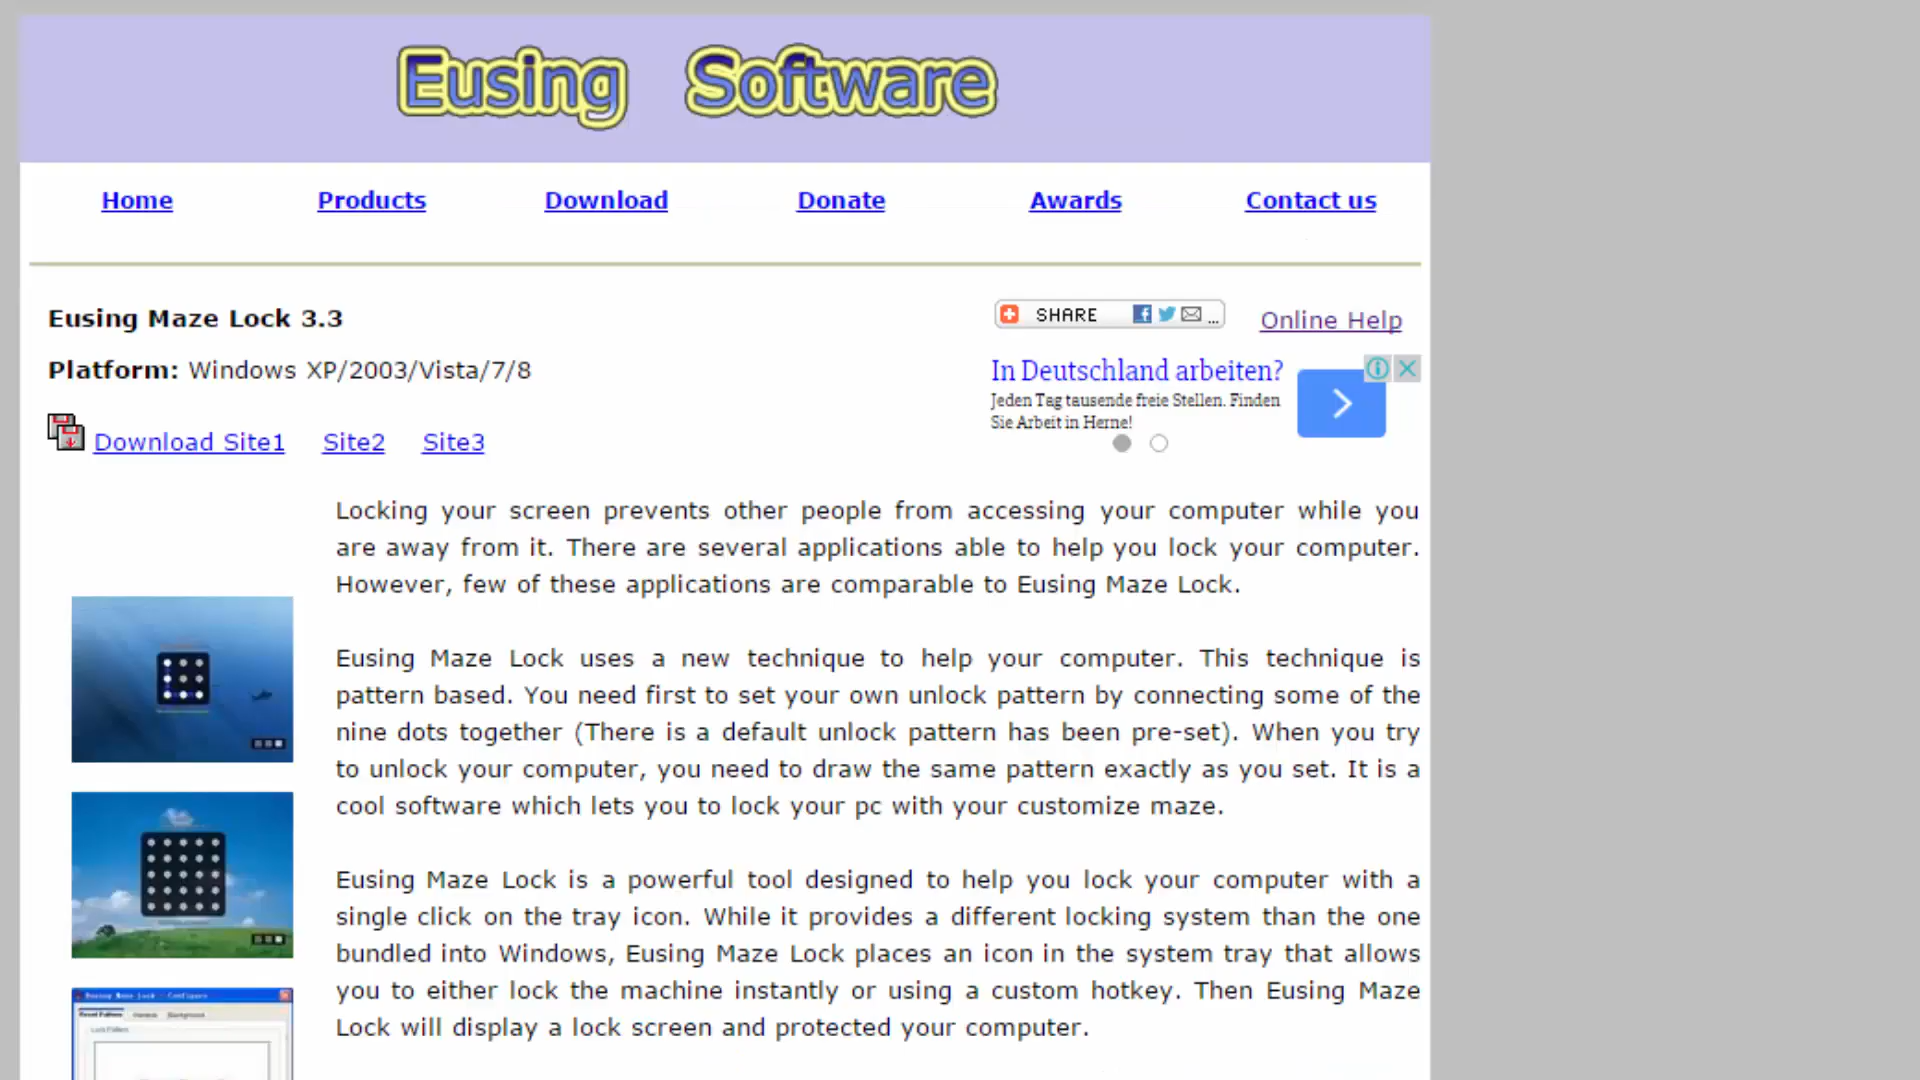 Eusing Software
Home Products Download Donate Awards Contact us
Eusing Maze Lock 3.3
SHARE ...
Online Help
Platform: Windows XP/2003/Vista/7/8
In Deutschland arbeiten?
Jeden Tag tausende freie Stellen. Finden
Sie Arbeit in Herne!
Download Site1 Site2 Site3
Locking your screen prevents other people from accessing your computer while you
are away from it. There are several applications able to help you lock your computer.
However, few of these applications are comparable to Eusing Maze Lock.
Eusing Maze Lock uses a new technique to help your computer. This technique is
pattern based. You need first to set your own unlock pattern by connecting some of the
nine dots together (There is a default unlock pattern has been pre-set). When you try
to unlock your computer, you need to draw the same pattern exactly as you set. It is a
cool software which lets you to lock your pc with your customize maze.
Eusing Maze Lock is a powerful tool designed to help you lock your computer with a
single click on the tray icon. While it provides a different locking system than the one
bundled into Windows, Eusing Maze Lock places an icon in the system tray that allows
you to either lock the machine instantly or using a custom hotkey. Then Eusing Maze
Lock will display a lock screen and protected your computer.
Eusing Maze Lock - Configure
Reset Pattern General Background
Lock Pattern